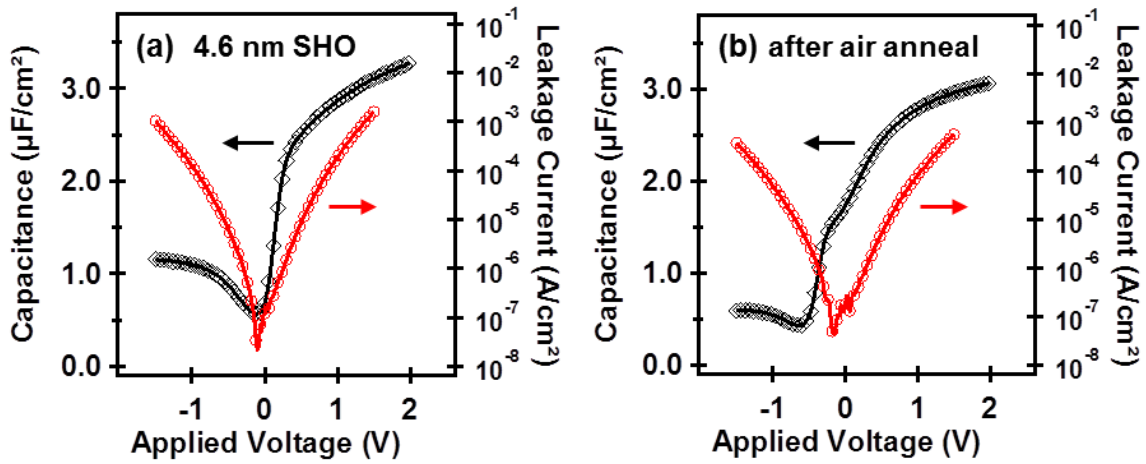 (a) 4.6 nm SHO
Capacitance (µF/cm²)
3.0
2.0
1.0
0.0
-1 0 1 2
Applied Voltage (V)
10⁻¹
10⁻²
10⁻³
10⁻⁴
10⁻⁵
10⁻⁶
10⁻⁷
10⁻⁸
Leakage Current (A/cm²)
(b) after air anneal
Capacitance (µF/cm²)
3.0
2.0
1.0
0.0
-1 0 1 2
Applied Voltage (V)
10⁻¹
10⁻²
10⁻³
10⁻⁴
10⁻⁵
10⁻⁶
10⁻⁷
10⁻⁸
Leakage Current (A/cm²)